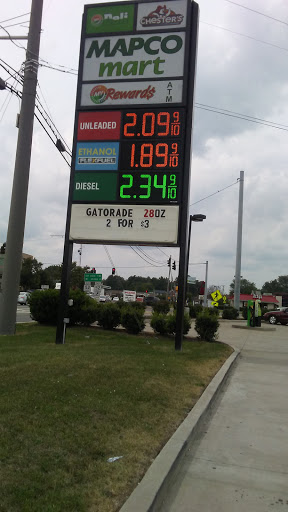 nali
CHESTER'S
MAPCO
mart
Rewards
ATM
UNLEADED 2.09 9/10
ETHANOL 1.89 9/10
FLEXFUEL
DIESEL 2.34 9/10
GATORADE 28OZ
2 FOR $3